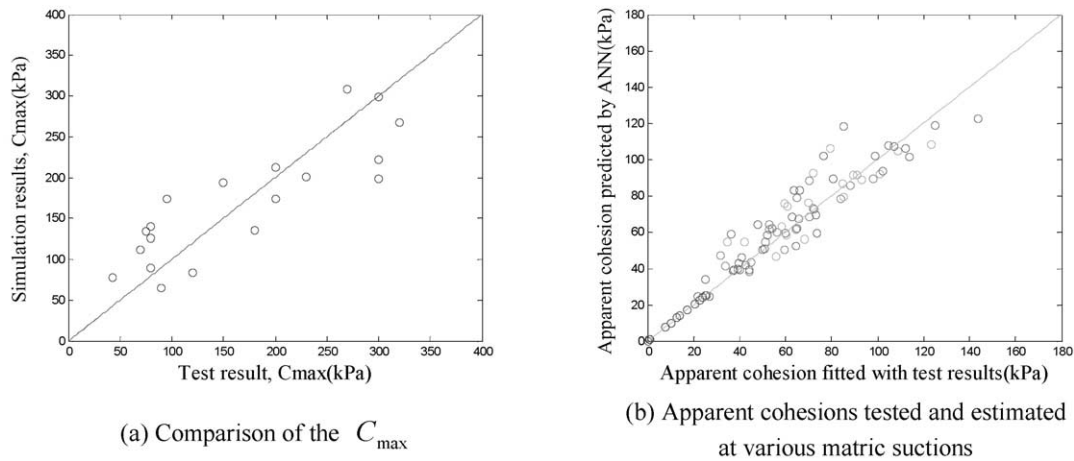 400
350
300
250
200
150
100
50
0
0 50 100 150 200 250 300 350 400
Simulation results, Cmax(kPa)
Test result, Cmax(kPa)
(a) Comparison of the Cmax
180
160
140
120
100
80
60
40
20
0
0 20 40 60 80 100 120 140 160 180
Apparent cohesion predicted by ANN(kPa)
Apparent cohesion fitted with test results(kPa)
(b) Apparent cohesions tested and estimated
at various matric suctions